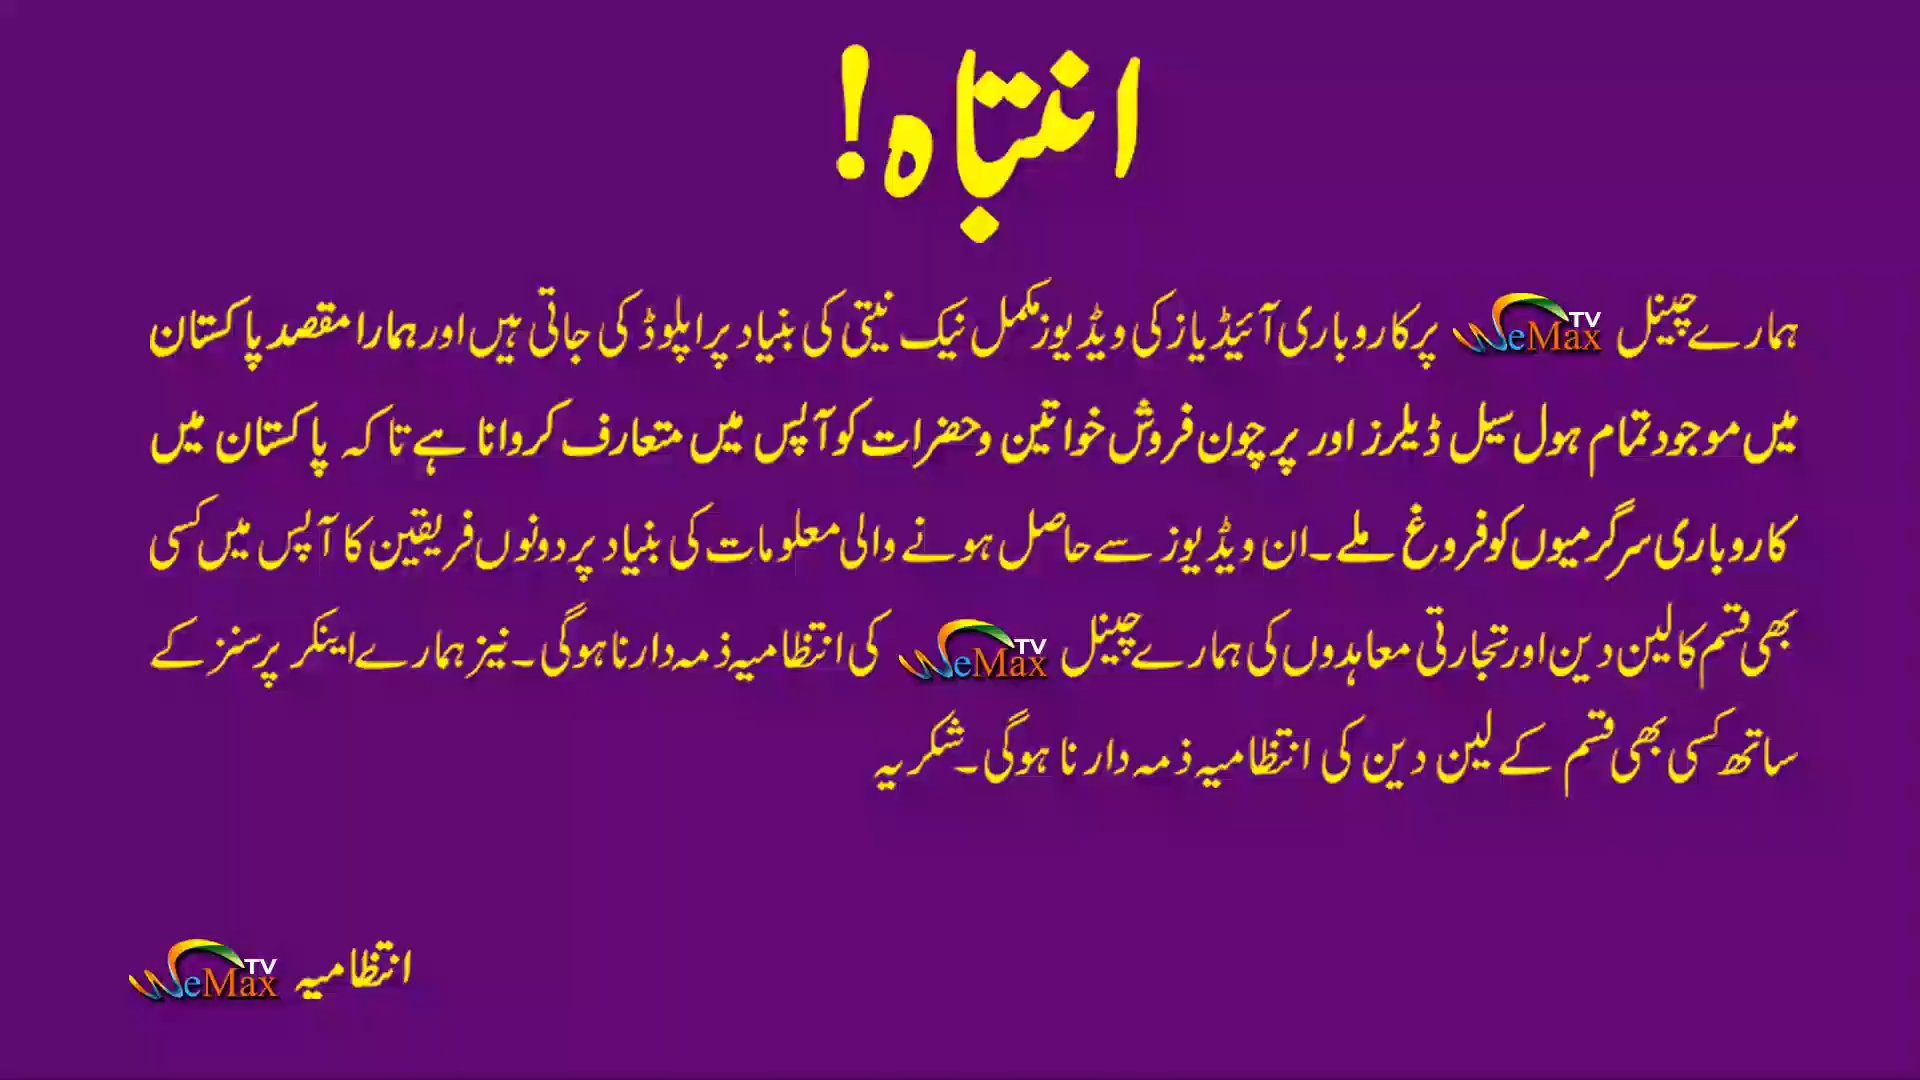 انتباہ!
ہمارے چینل WeMax TV پر کاروباری آئیڈیاز کی ویڈیوز مکمل نیک نیتی کی بنیاد پر اپلوڈ کی جاتی ہیں اور ہمارا مقصد پاکستان
میں موجود تمام ہول سیل ڈیلرز اور پرچون فروش خواتین و حضرات کو آپس میں متعارف کروانا ہے تا کہ پاکستان میں
کاروباری سرگرمیوں کو فروغ ملے۔ ان ویڈیوز سے حاصل ہونے والی معلومات کی بنیاد پر دونوں فریقین کا آپس میں کسی
بھی قسم کا لین دین اور تجارتی معاہدوں کی ہمارے چینل WeMax TV کی انتظامیہ ذمہ دار نا ہوگی۔ نیز ہمارے اینکر پرسنز کے
ساتھ کسی بھی قسم کے لین دین کی انتظامیہ ذمہ دار نا ہوگی۔ شکریہ
انتظامیہ WeMax TV